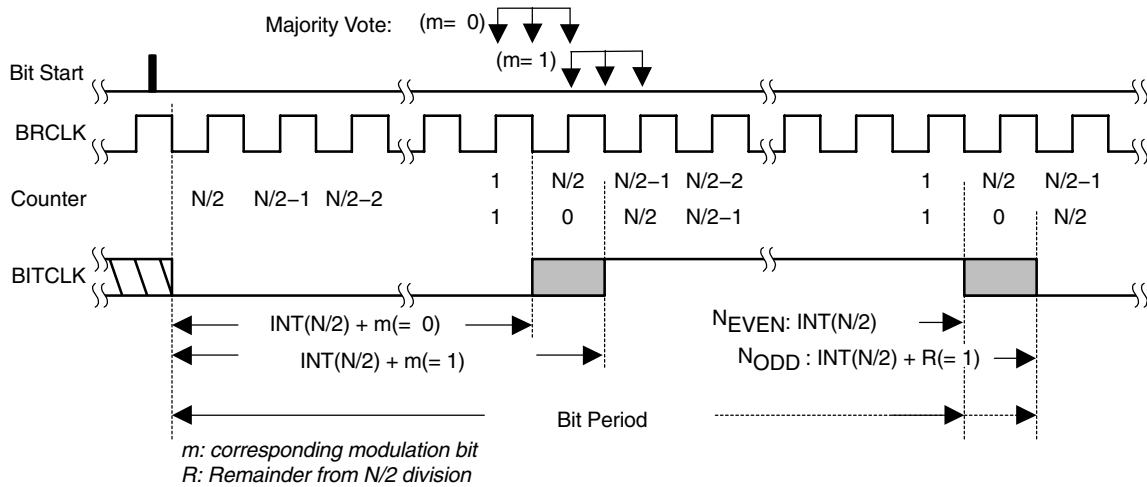 Majority Vote: (m= 0)
(m= 1)
Bit Start
BRCLK
Counter
1 N/2 N/2−1 N/2−2 1 N/2 N/2−1
N/2 N/2−1 N/2−2
1 0 N/2 N/2−1 1 0 N/2
BITCLK
INT(N/2) + m(= 0) NEVEN: INT(N/2)
INT(N/2) + m(= 1) NODD : INT(N/2) + R(= 1)
Bit Period
m: corresponding modulation bit
R: Remainder from N/2 division